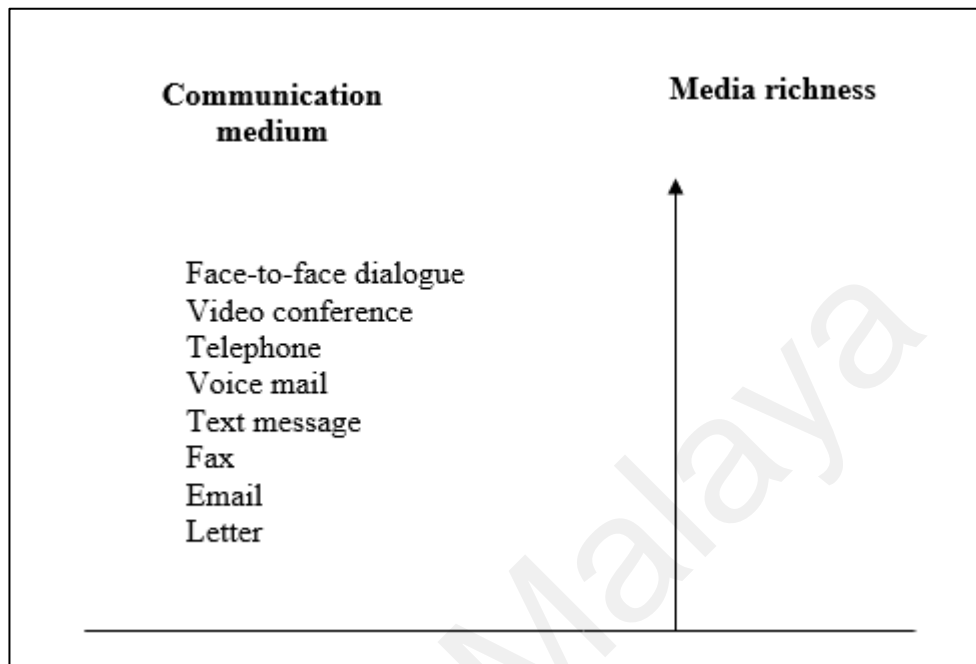 Communication
medium
Media richness
Face-to-face dialogue
Video conference
Telephone
Voice mail
Text message
Fax
Email
Letter
Malaya